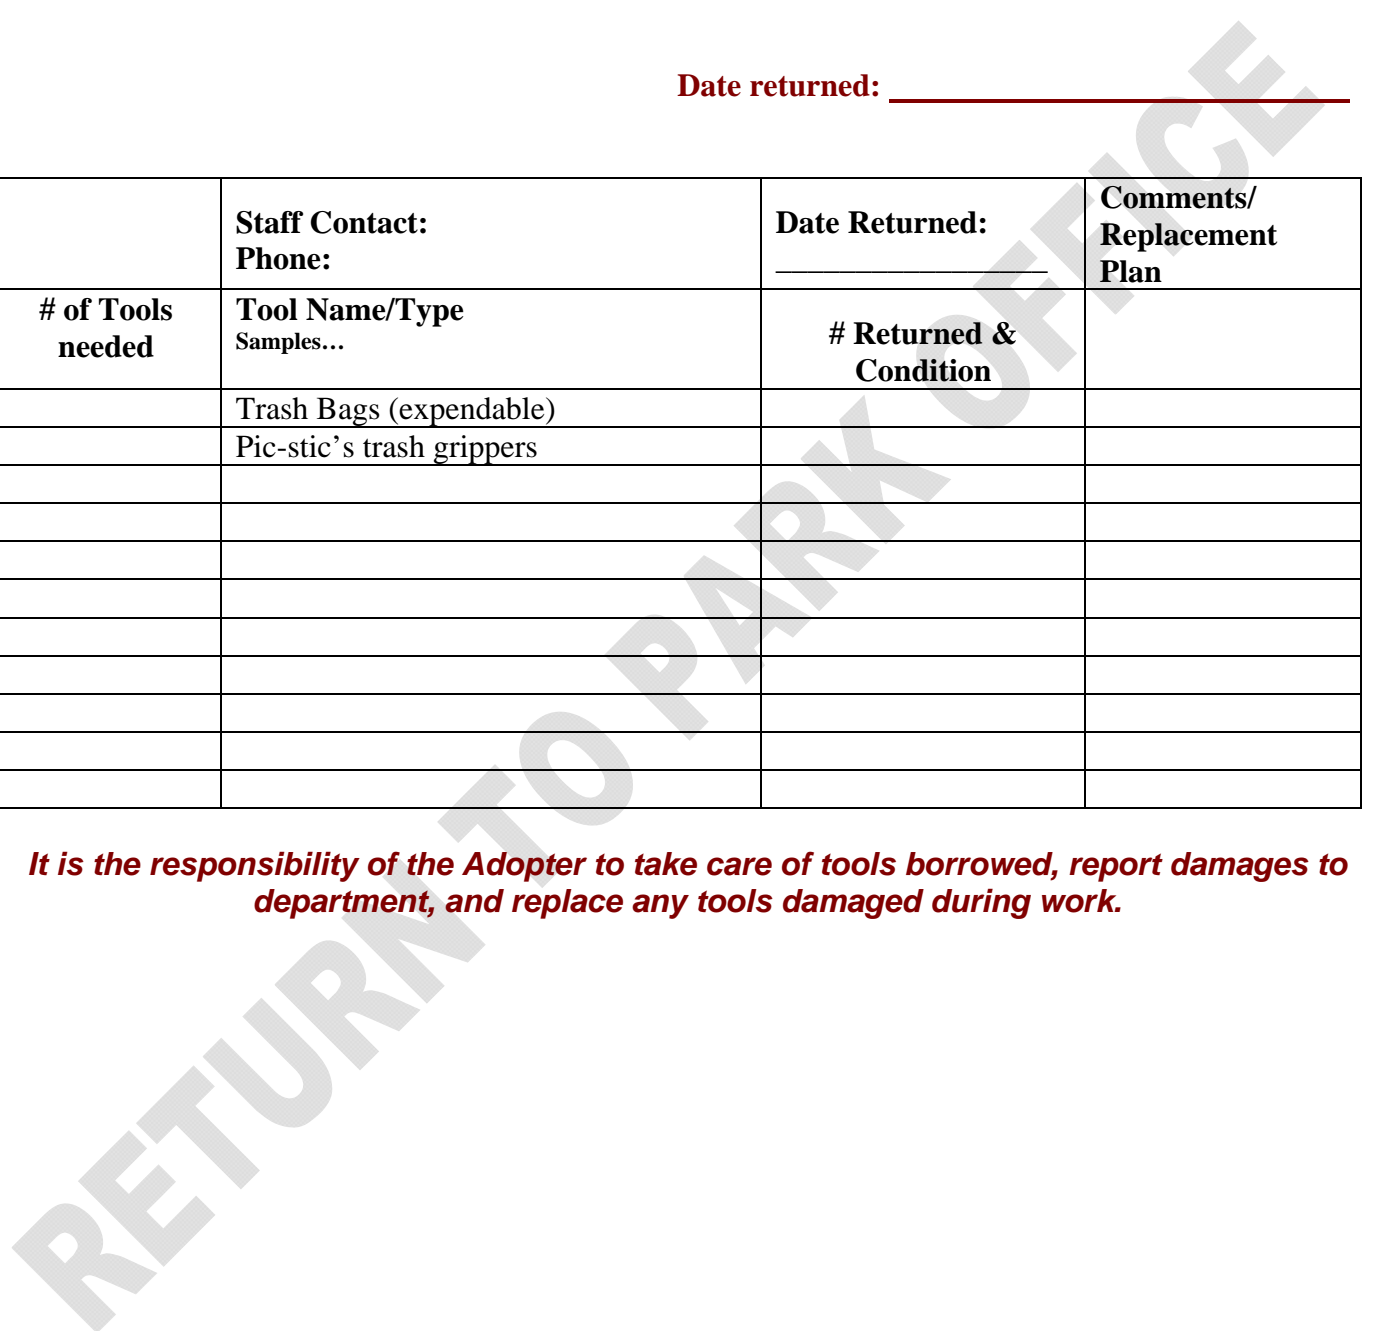 Date returned: ____________________
Staff Contact:
Phone:
Date Returned:
_________________
Comments/
Replacement
Plan
# of Tools
needed
Tool Name/Type
Samples…
# Returned &
Condition
Trash Bags (expendable)
Pic-stic’s trash grippers
It is the responsibility of the Adopter to take care of tools borrowed, report damages to
department, and replace any tools damaged during work.
RETURN TO PARK OFFICE